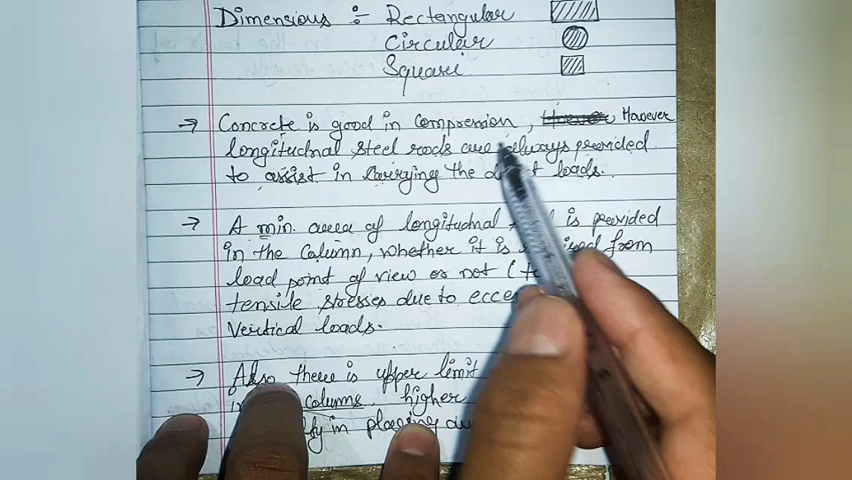 Dimensions ÷ Rectangular
Circular
Square
→ Concrete is good in compression, However
longitudnal steel rods are always provided
to assist in carrying the loads.
→ A min. area of longitudnal is provided
in the column, whether it is from
load point of view or not (
tensile stresses due to
vertical loads.
→ Also there is upper limit
columns. higher
in placing